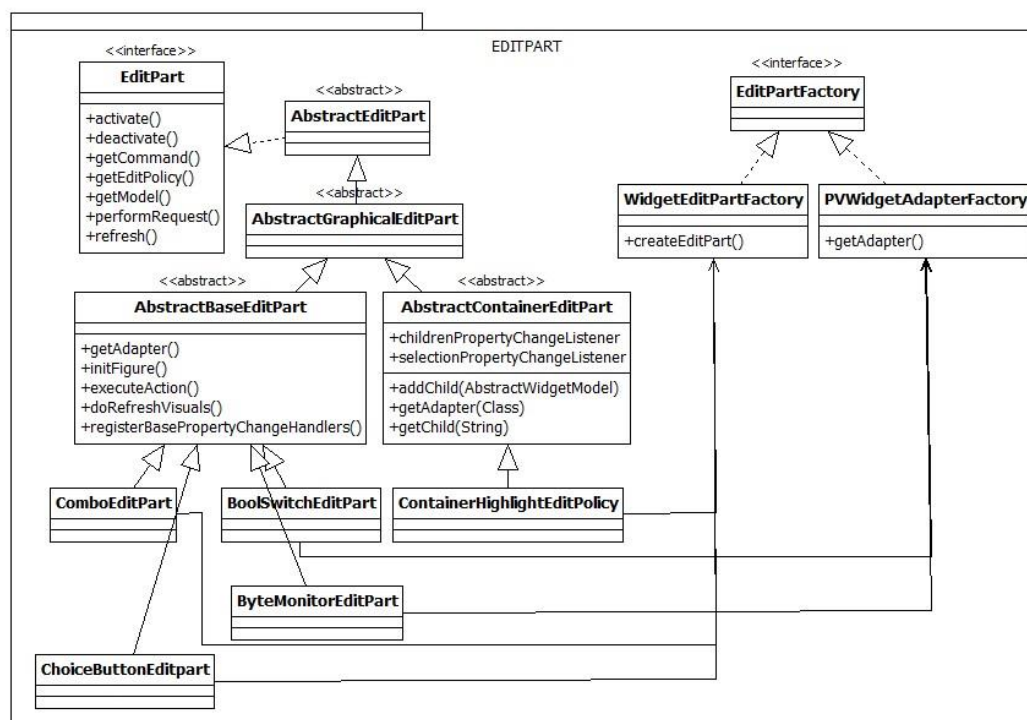 EDITPART
<<interface>>
EditPart
+activate()
+deactivate()
+getCommand()
+getEditPolicy()
+getModel()
+performRequest()
+refresh()
<<abstract>>
AbstractEditPart
<<abstract>>
AbstractGraphicalEditPart
<<interface>>
EditPartFactory
WidgetEditPartFactory
+createEditPart()
PVWidgetAdapterFactory
+getAdapter()
<<abstract>>
AbstractBaseEditPart
+getAdapter()
+initFigure()
+executeAction()
+doRefreshVisuals()
+registerBasePropertyChangeHandlers()
<<abstract>>
AbstractContainerEditPart
+childrenPropertyChangeListener
+selectionPropertyChangeListener
+addChild(AbstractWidgetModel)
+getAdapter(Class)
+getChild(String)
ComboEditPart
BoolSwitchEditPart
ContainerHighlightEditPolicy
ByteMonitorEditPart
ChoiceButtonEditpart